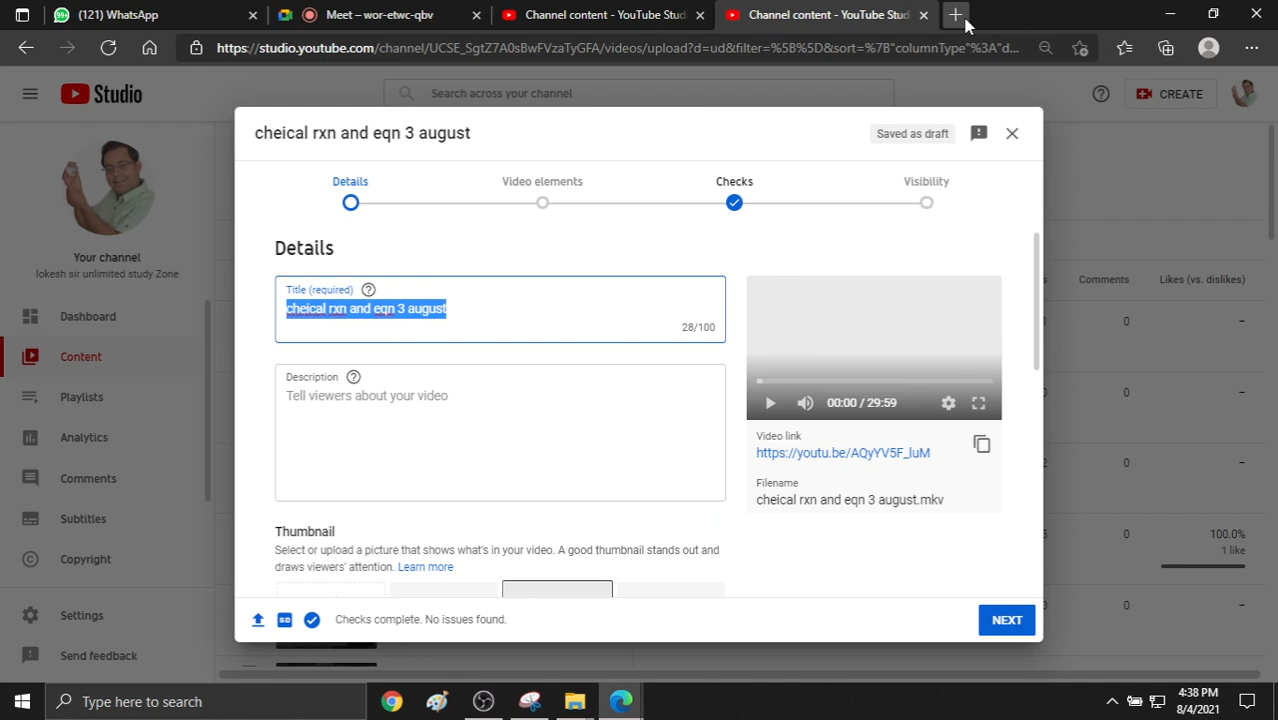 (121) WhatsApp
Meet – wor-etwc-qbv
Channel content - YouTube Studi
Channel content - YouTube Studi
https://studio.youtube.com/channel/UCSE_SgtZ7A0sBwFVzaTyGFA/videos/upload?d=ud&filter=%5B%5D&sort=%7B"columnType"%3A"d...
Studio
Search across your channel
CREATE
cheical rxn and eqn 3 august
Saved as draft
Details
Video elements
Checks
Visibility
Your channel
lokesh sir unlimited study Zone
Dashboard
Content
Playlists
Analytics
Comments
Subtitles
Copyright
Settings
Send feedback
Details
Title (required)
cheical rxn and eqn 3 august
28/100
Description
Tell viewers about your video
Thumbnail
Select or upload a picture that shows what's in your video. A good thumbnail stands out and
draws viewers' attention. Learn more
00:00 / 29:59
Video link
https://youtu.be/AQyYV5F_luM
Filename
cheical rxn and eqn 3 august.mkv
Comments
Likes (vs. dislikes)
0
–
0
–
0
–
0
100.0%
1 like
0
–
Checks complete. No issues found.
NEXT
Type here to search
4:38 PM
8/4/2021